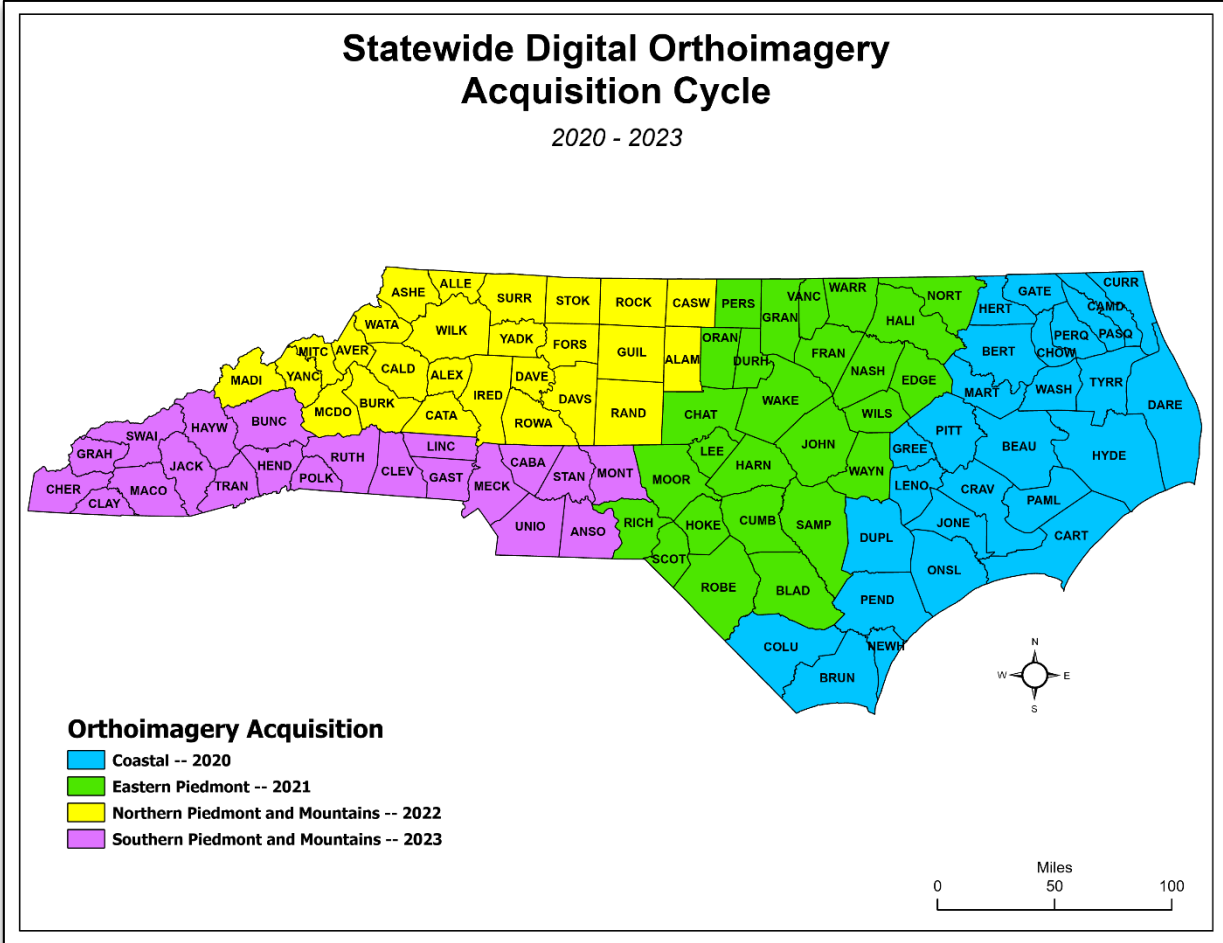 Statewide Digital Orthoimagery
Acquisition Cycle
2020 - 2023
ASHE
ALLE
SURR
STOK
ROCK
CASW
PERS
GRAN
VANC
WARR
NORT
HERT
GATE
CURR
CAMD
PASQ
PERQ
CHOW
WATA
WILK
YADK
FORS
GUIL
ALAM
ORAN
DURH
FRAN
HALI
BERT
MITC
AVER
YANC
MADI
CALD
ALEX
IRED
DAVE
DAVS
NASH
EDGE
MART
WASH
TYRR
DARE
MCDO
BURK
CATA
ROWA
RAND
CHAT
WAKE
WILS
PITT
BEAU
HYDE
BUNC
HAYW
SWAI
GRAH
JACK
CHER
CLAY
MACO
TRAN
HEND
POLK
RUTH
CLEV
LINC
GAST
MECK
CABA
STAN
MONT
UNIO
ANSO
MOOR
LEE
HARN
JOHN
WAYN
GREE
LENO
CRAV
PAML
JONE
CART
RICH
HOKE
CUMB
SAMP
DUPL
ONSL
SCOT
ROBE
BLAD
PEND
COLU
BRUN
NEWH
N
W
E
S
Orthoimagery Acquisition
Coastal -- 2020
Eastern Piedmont -- 2021
Northern Piedmont and Mountains -- 2022
Southern Piedmont and Mountains -- 2023
Miles
0 50 100